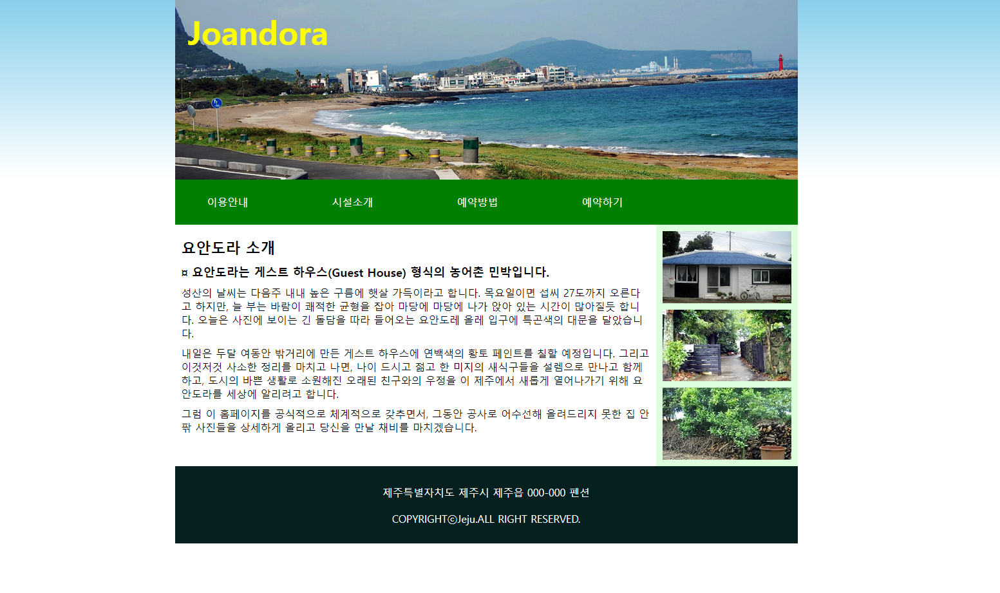 Joandora
이용안내 시설소개 예약방법 예약하기
요안도라 소개
¤ 요안도라는 게스트 하우스(Guest House) 형식의 농어촌 민박입니다.
성산의 날씨는 다음주 내내 높은 구름에 햇살 가득이라고 합니다. 목요일이면 섭씨 27도까지 오른다
고 하지만, 늘 부는 바람이 쾌적한 균형을 잡아 마당에 마당에 나가 앉아 있는 시간이 많아질듯 합니
다. 오늘은 사진에 보이는 긴 돌담을 따라 들어오는 요안도레 올레 입구에 특곤색의 대문을 달았습니
다.
내일은 두달 여동안 밖거리에 만든 게스트 하우스에 연백색의 황토 페인트를 칠할 예정입니다. 그리고
이것저것 사소한 정리를 마치고 나면, 나이 드시고 젊고 한 미지의 새식구들을 설렘으로 만나고 함께
하고, 도시의 바쁜 생활로 소원해진 오래된 친구와의 우정을 이 제주에서 새롭게 열어나가기 위해 요
안도라를 세상에 알리려고 합니다.
그럼 이 홈페이지를 공식적으로 체계적으로 갖추면서, 그동안 공사로 어수선해 올려드리지 못한 집 안
팎 사진들을 상세하게 올리고 당신을 만날 채비를 마치겠습니다.
제주특별자치도 제주시 제주읍 000-000 펜션
COPYRIGHTⓒJeju.ALL RIGHT RESERVED.